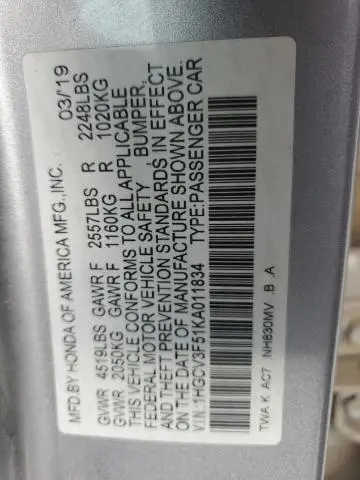 MFD.BY HONDA OF AMERICA MFG.,INC. 03/'19
GVWR 4519LBS GAWR F 2557LBS R 2248LBS
GVWR 2050KG GAWR F 1160KG R 1020KG
THIS VEHICLE CONFORMS TO ALL APPLICABLE
FEDERAL MOTOR VEHICLE SAFETY , BUMPER,
AND THEFT PREVENTION STANDARDS IN EFFECT
ON THE DATE OF MANUFACTURE SHOWN ABOVE.
V.I.N.:1HGCV3F51KA011834 TYPE:PASSENGER CAR
TWA K AC7 NH830MV B A